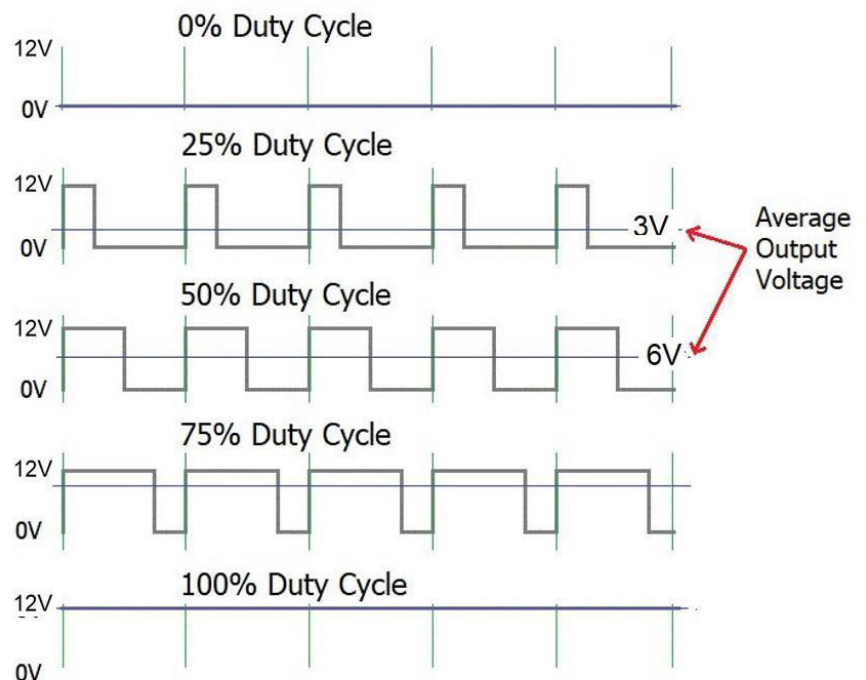 0% Duty Cycle
12V
0V
25% Duty Cycle
12V
3V
0V
Average
Output
Voltage
50% Duty Cycle
12V
6V
0V
75% Duty Cycle
12V
0V
100% Duty Cycle
12V
0V